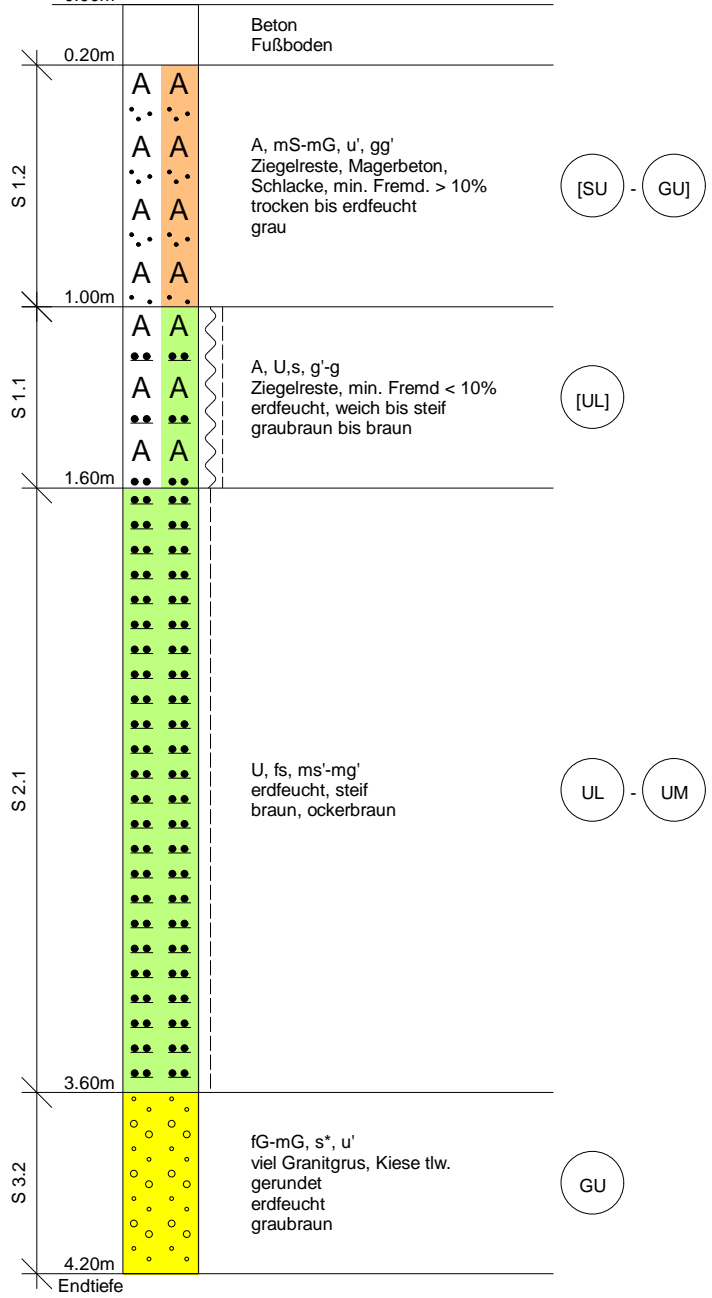 Beton
Fußboden
0.20m
S 1.2
A A
A A
A A
A A
A, mS-mG, u', gg'
Ziegelreste, Magerbeton,
Schlacke, min. Fremd. > 10%
trocken bis erdfeucht
grau
[SU - GU]
1.00m
S 1.1
A A
A A
A A
A, U,s, g'-g
Ziegelreste, min. Fremd < 10%
erdfeucht, weich bis steif
graubraun bis braun
[UL]
1.60m
S 2.1
U, fs, ms'-mg'
erdfeucht, steif
braun, ockerbraun
UL - UM
3.60m
S 3.2
fG-mG, s*, u'
viel Granitgrus, Kiese tlw.
gerundet
erdfeucht
graubraun
GU
4.20m
Endtiefe